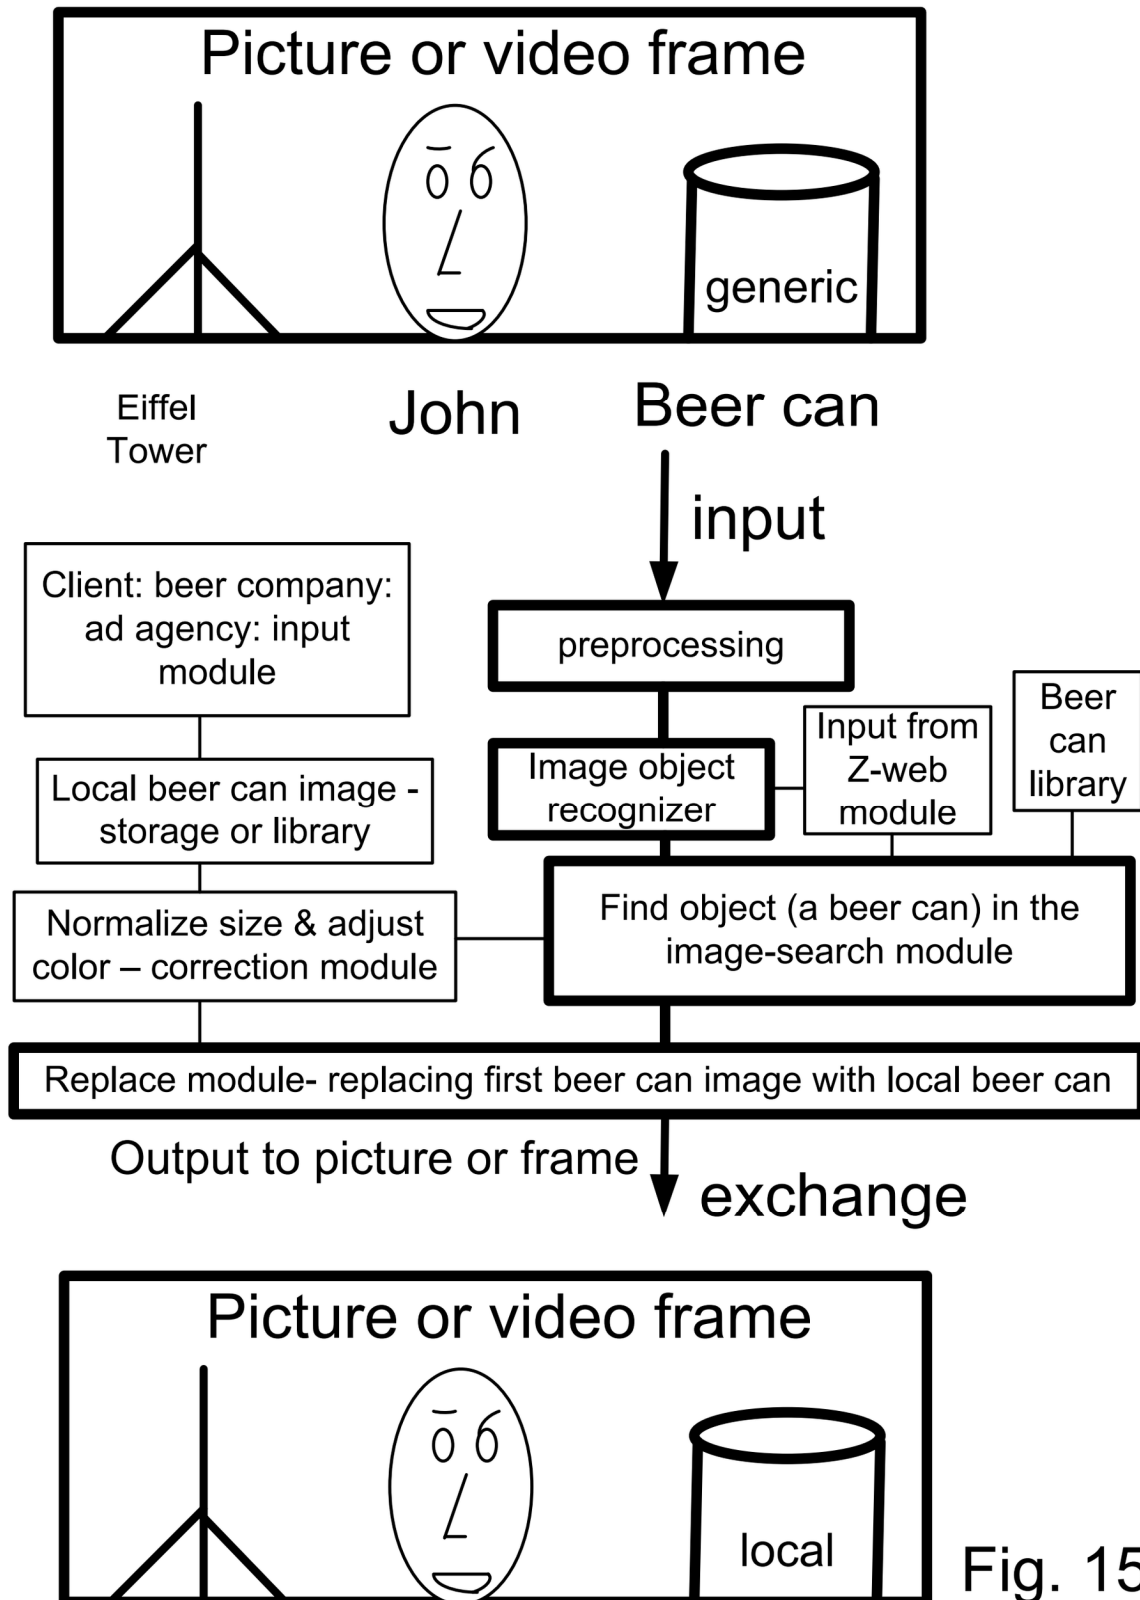 Picture or video frame
generic
Eiffel
Tower
John
Beer can
input
Client: beer company:
ad agency: input
module
preprocessing
Beer
can
library
Input from
Z-web
module
Image object
recognizer
Local beer can image -
storage or library
Normalize size & adjust
color – correction module
Find object (a beer can) in the
image-search module
Replace module- replacing first beer can image with local beer can
Output to picture or frame
exchange
Picture or video frame
local
Fig. 15